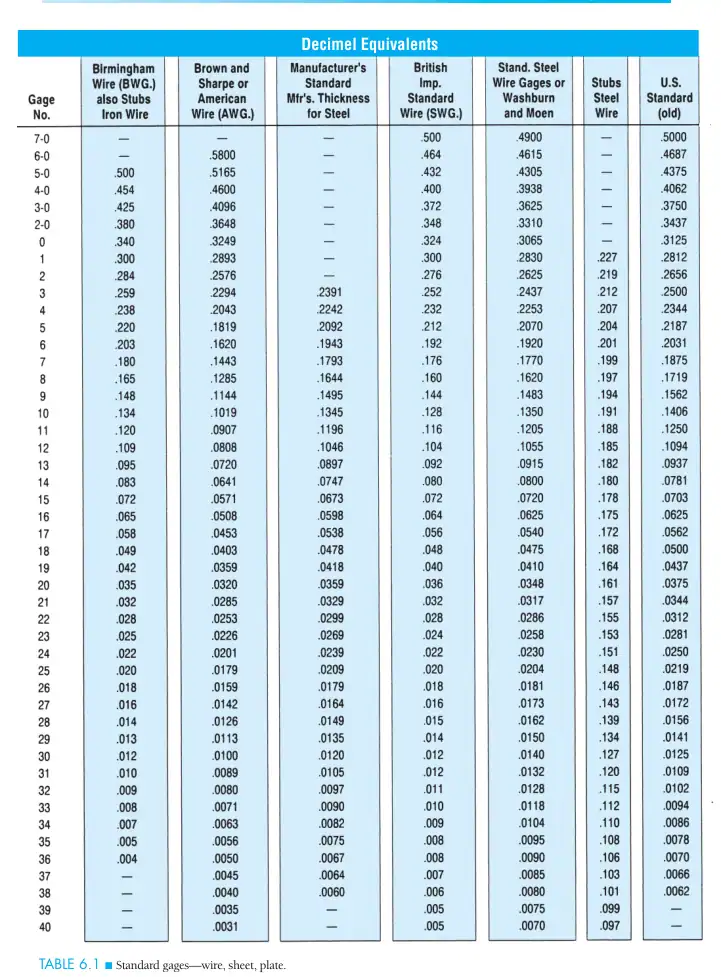 Decimel Equivalents
Gage No. | Birmingham Wire (BWG.) also Stubs Iron Wire | Brown and Sharpe or American Wire (AWG.) | Manufacturer's Standard Mfr's. Thickness for Steel | British Imp. Standard Wire (SWG.) | Stand. Steel Wire Gages or Washburn and Moen | Stubs Steel Wire | U.S. Standard (old)
7-0 — — — .500 .4900 — .5000
6-0 — .5800 — .464 .4615 — .4687
5-0 .500 .5165 — .432 .4305 — .4375
4-0 .454 .4600 — .400 .3938 — .4062
3-0 .425 .4096 — .372 .3625 — .3750
2-0 .380 .3648 — .348 .3310 — .3437
0 .340 .3249 — .324 .3065 — .3125
1 .300 .2893 — .300 .2830 .227 .2812
2 .284 .2576 — .276 .2625 .219 .2656
3 .259 .2294 .2391 .252 .2437 .212 .2500
4 .238 .2043 .2242 .232 .2253 .207 .2344
5 .220 .1819 .2092 .212 .2070 .204 .2187
6 .203 .1620 .1943 .192 .1920 .201 .2031
7 .180 .1443 .1793 .176 .1770 .199 .1875
8 .165 .1285 .1644 .160 .1620 .197 .1719
9 .148 .1144 .1495 .144 .1483 .194 .1562
10 .134 .1019 .1345 .128 .1350 .191 .1406
11 .120 .0907 .1196 .116 .1205 .188 .1250
12 .109 .0808 .1046 .104 .1055 .185 .1094
13 .095 .0720 .0897 .092 .0915 .182 .0937
14 .083 .0641 .0747 .080 .0800 .180 .0781
15 .072 .0571 .0673 .072 .0720 .178 .0703
16 .065 .0508 .0598 .064 .0625 .175 .0625
17 .058 .0453 .0538 .056 .0540 .172 .0562
18 .049 .0403 .0478 .048 .0475 .168 .0500
19 .042 .0359 .0418 .040 .0410 .164 .0437
20 .035 .0320 .0359 .036 .0348 .161 .0375
21 .032 .0285 .0329 .032 .0317 .157 .0344
22 .028 .0253 .0299 .028 .0286 .155 .0312
23 .025 .0226 .0269 .024 .0258 .153 .0281
24 .022 .0201 .0239 .022 .0230 .151 .0250
25 .020 .0179 .0209 .020 .0204 .148 .0219
26 .018 .0159 .0179 .018 .0181 .146 .0187
27 .016 .0142 .0164 .016 .0173 .143 .0172
28 .014 .0126 .0149 .015 .0162 .139 .0156
29 .013 .0113 .0135 .014 .0150 .134 .0141
30 .012 .0100 .0120 .012 .0140 .127 .0125
31 .010 .0089 .0105 .012 .0132 .120 .0109
32 .009 .0080 .0097 .011 .0128 .115 .0102
33 .008 .0071 .0090 .010 .0118 .112 .0094
34 .007 .0063 .0082 .009 .0104 .110 .0086
35 .005 .0056 .0075 .008 .0095 .108 .0078
36 .004 .0050 .0067 .008 .0090 .106 .0070
37 — .0045 .0064 .007 .0085 .103 .0066
38 — .0040 .0060 .006 .0080 .101 .0062
39 — .0035 — .005 .0075 .099 —
40 — .0031 — .005 .0070 .097 —
TABLE 6.1 ■ Standard gages—wire, sheet, plate.